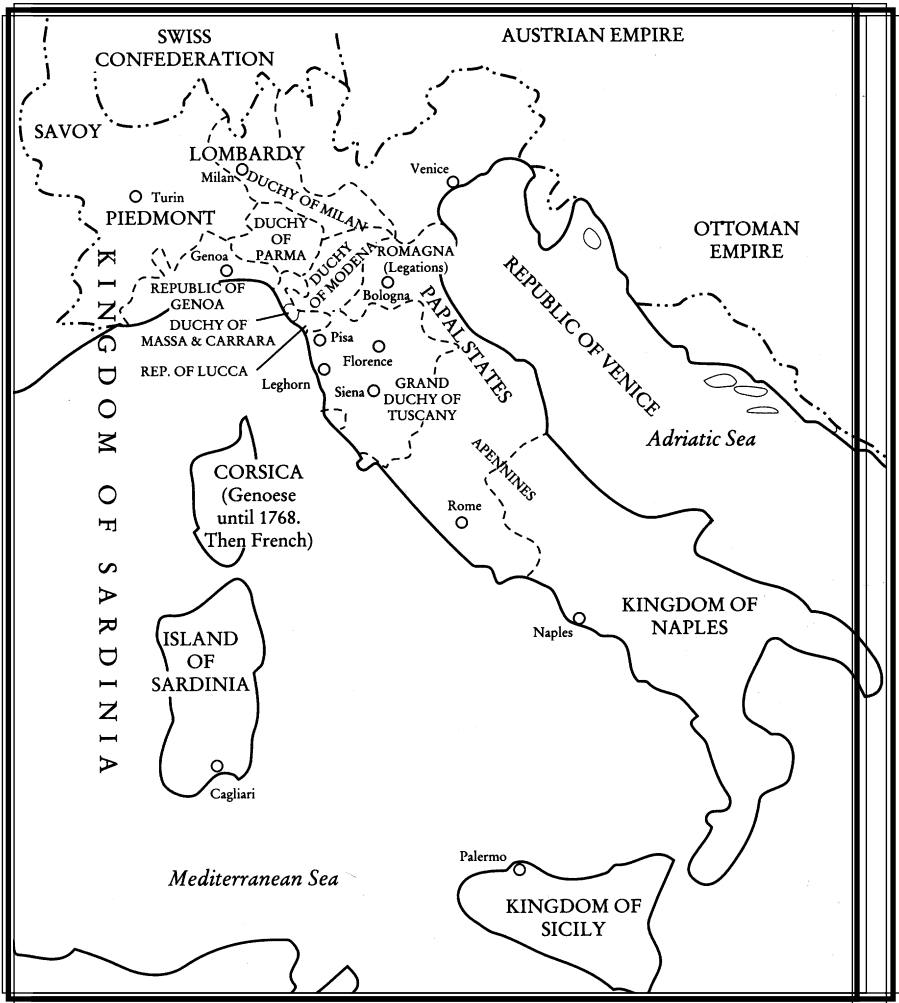 SWISS
CONFEDERATION
AUSTRIAN EMPIRE
SAVOY
LOMBARDY
Milan
DUCHY OF MILAN
Venice
Turin
PIEDMONT
DUCHY
OF
PARMA
DUCHY
OF MODENA
ROMAGNA
(Legations)
Bologna
OTTOMAN
EMPIRE
Genoa
REPUBLIC OF
GENOA
DUCHY OF
MASSA & CARRARA
REP. OF LUCCA
Pisa
Florence
Leghorn
Siena
GRAND
DUCHY OF
TUSCANY
PAPAL STATES
REPUBLIC OF VENICE
Adriatic Sea
APENNINES
Rome
CORSICA
(Genoese
until 1768.
Then French)
KINGDOM OF SARDINIA
ISLAND
OF
SARDINIA
Cagliari
KINGDOM OF
NAPLES
Naples
Mediterranean Sea
Palermo
KINGDOM OF
SICILY